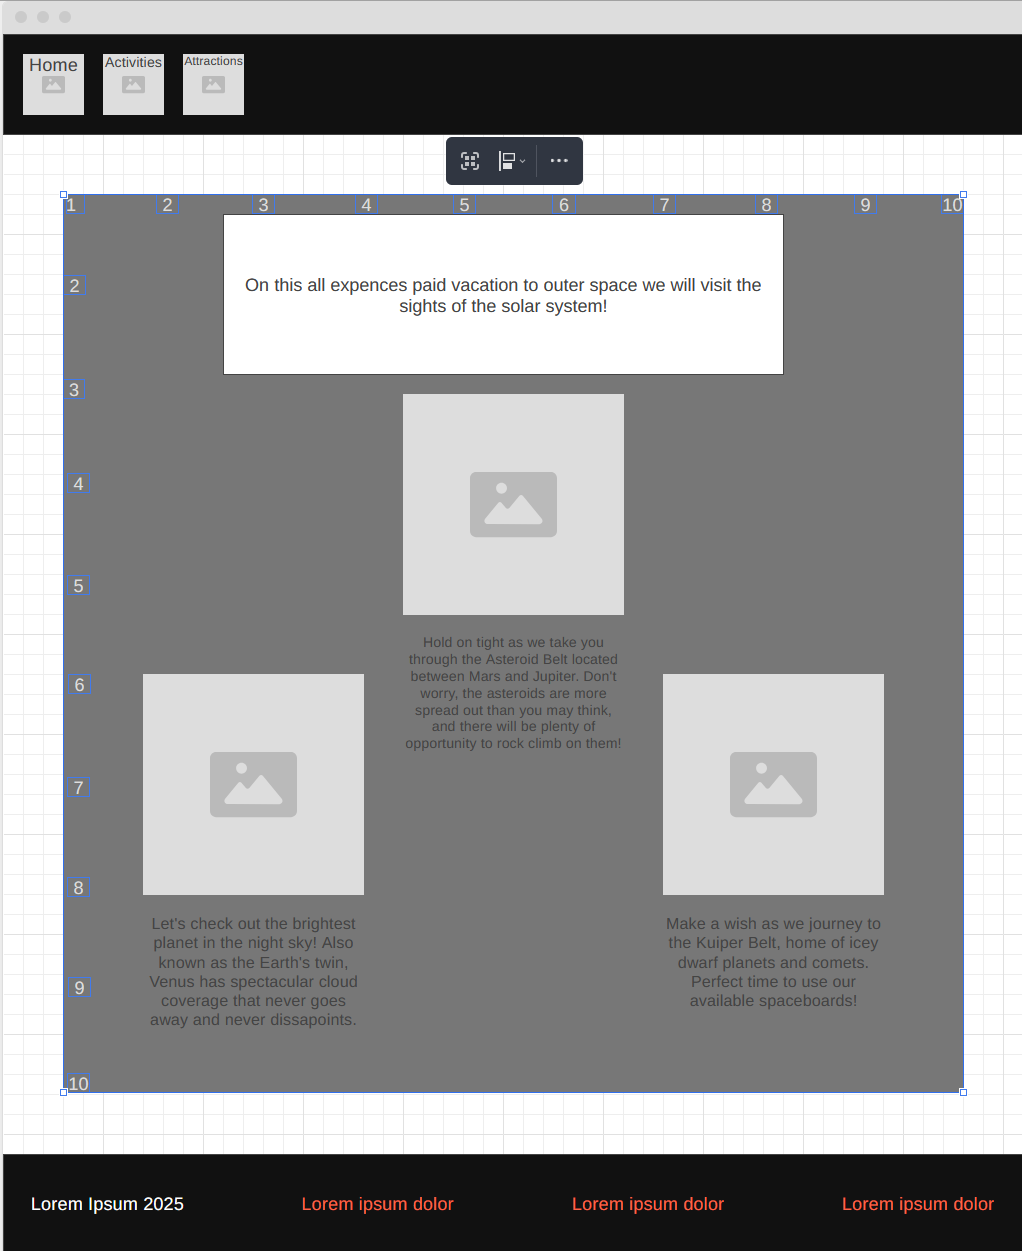 Home Activities Attractions
1 2 3 4 5 6 7 8 9 10
On this all expences paid vacation to outer space we will visit the
sights of the solar system!
2
3
4
5
Hold on tight as we take you
through the Asteroid Belt located
between Mars and Jupiter. Don't
worry, the asteroids are more
spread out than you may think,
and there will be plenty of
opportunity to rock climb on them!
6
7
8
Let's check out the brightest
planet in the night sky! Also
known as the Earth's twin,
Venus has spectacular cloud
coverage that never goes
away and never dissapoints.
Make a wish as we journey to
the Kuiper Belt, home of icey
dwarf planets and comets.
Perfect time to use our
available spaceboards!
9
10
Lorem Ipsum 2025 Lorem ipsum dolor Lorem ipsum dolor Lorem ipsum dolor